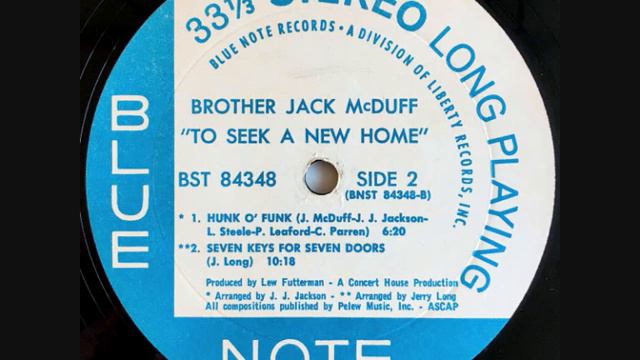 33⅓ STEREO LONG PLAYING
BLUE NOTE RECORDS • A DIVISION OF LIBERTY RECORDS, INC.
BLUE
BROTHER JACK McDUFF
"TO SEEK A NEW HOME"
BST 84348 SIDE 2
(BNST 84348-B)
* 1. HUNK O' FUNK (J. McDuff-J. J. Jackson-
L. Steele-P. Leaford-C. Parren) 6:20
**2. SEVEN KEYS FOR SEVEN DOORS
(J. Long) 10:18
Produced by Lew Futterman - A Concert House Production
* Arranged by J. J. Jackson - ** Arranged by Jerry Long
All compositions published by Pelew Music, Inc. - ASCAP
NOTE